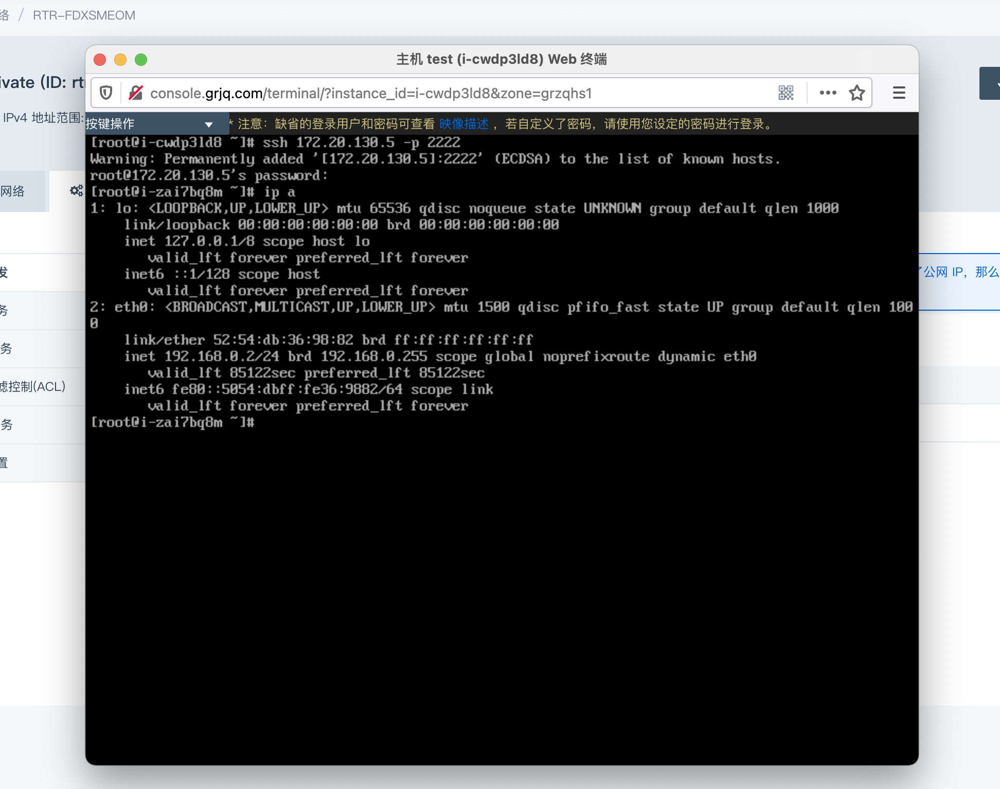 络 / RTR-FDXSMEOM
主机 test (i-cwdp3ld8) Web 终端
ivate (ID: rt
console.grjq.com/terminal/?instance_id=i-cwdp3ld8&zone=grzqhs1
IPv4 地址范围:
按键操作
* 注意：缺省的登录用户和密码可查看 映像描述 ，若自定义了密码，请使用您设定的密码进行登录。
[root@i-cwdp3ld8 ~]# ssh 172.20.130.5 -p 2222
Warning: Permanently added '[172.20.130.5]:2222' (ECDSA) to the list of known hosts.
root@172.20.130.5's password:
网络
[root@i-zai7bq8m ~]# ip a
1: lo: <LOOPBACK,UP,LOWER_UP> mtu 65536 qdisc noqueue state UNKNOWN group default qlen 1000
link/loopback 00:00:00:00:00:00 brd 00:00:00:00:00:00
inet 127.0.0.1/8 scope host lo
valid_lft forever preferred_lft forever
inet6 ::1/128 scope host
valid_lft forever preferred_lft forever
2: eth0: <BROADCAST,MULTICAST,UP,LOWER_UP> mtu 1500 qdisc pfifo_fast state UP group default qlen 100
0
link/ether 52:54:db:36:98:82 brd ff:ff:ff:ff:ff:ff
inet 192.168.0.2/24 brd 192.168.0.255 scope global noprefixroute dynamic eth0
valid_lft 85122sec preferred_lft 85122sec
inet6 fe80::5054:dbff:fe36:9882/64 scope link
valid_lft forever preferred_lft forever
[root@i-zai7bq8m ~]#
发
务
务
滤控制(ACL)
务
置
了公网 IP，那么